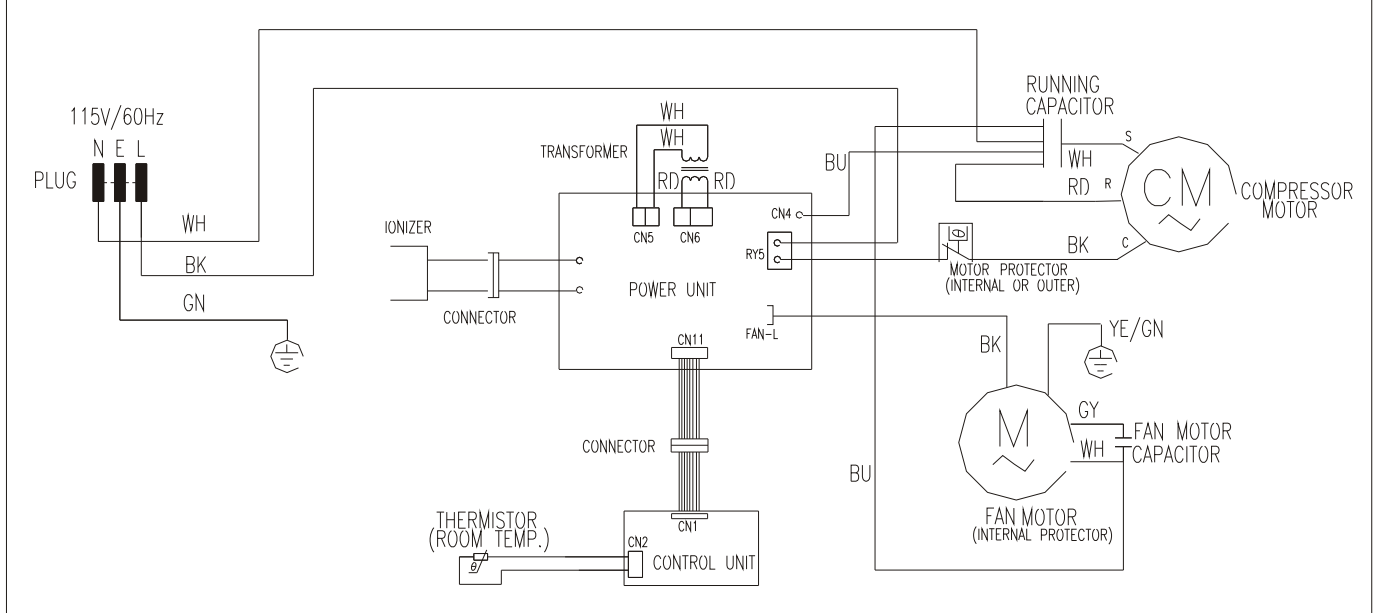 115V/60Hz
N E L
PLUG
WH
BK
GN
IONIZER
CONNECTOR
TRANSFORMER
WH
WH
RD RD
CN5 CN6
CN4
RY5
POWER UNIT
FAN-L
CN11
CONNECTOR
CN1
CN2
CONTROL UNIT
THERMISTOR
(ROOM TEMP.)
θ
RUNNING
CAPACITOR
BU
S
WH
RD R
CM
COMPRESSOR
MOTOR
θ
BK C
MOTOR PROTECTOR
(INTERNAL OR OUTER)
BK
YE/GN
M
GY
WH
FAN MOTOR
CAPACITOR
BU
FAN MOTOR
(INTERNAL PROTECTOR)